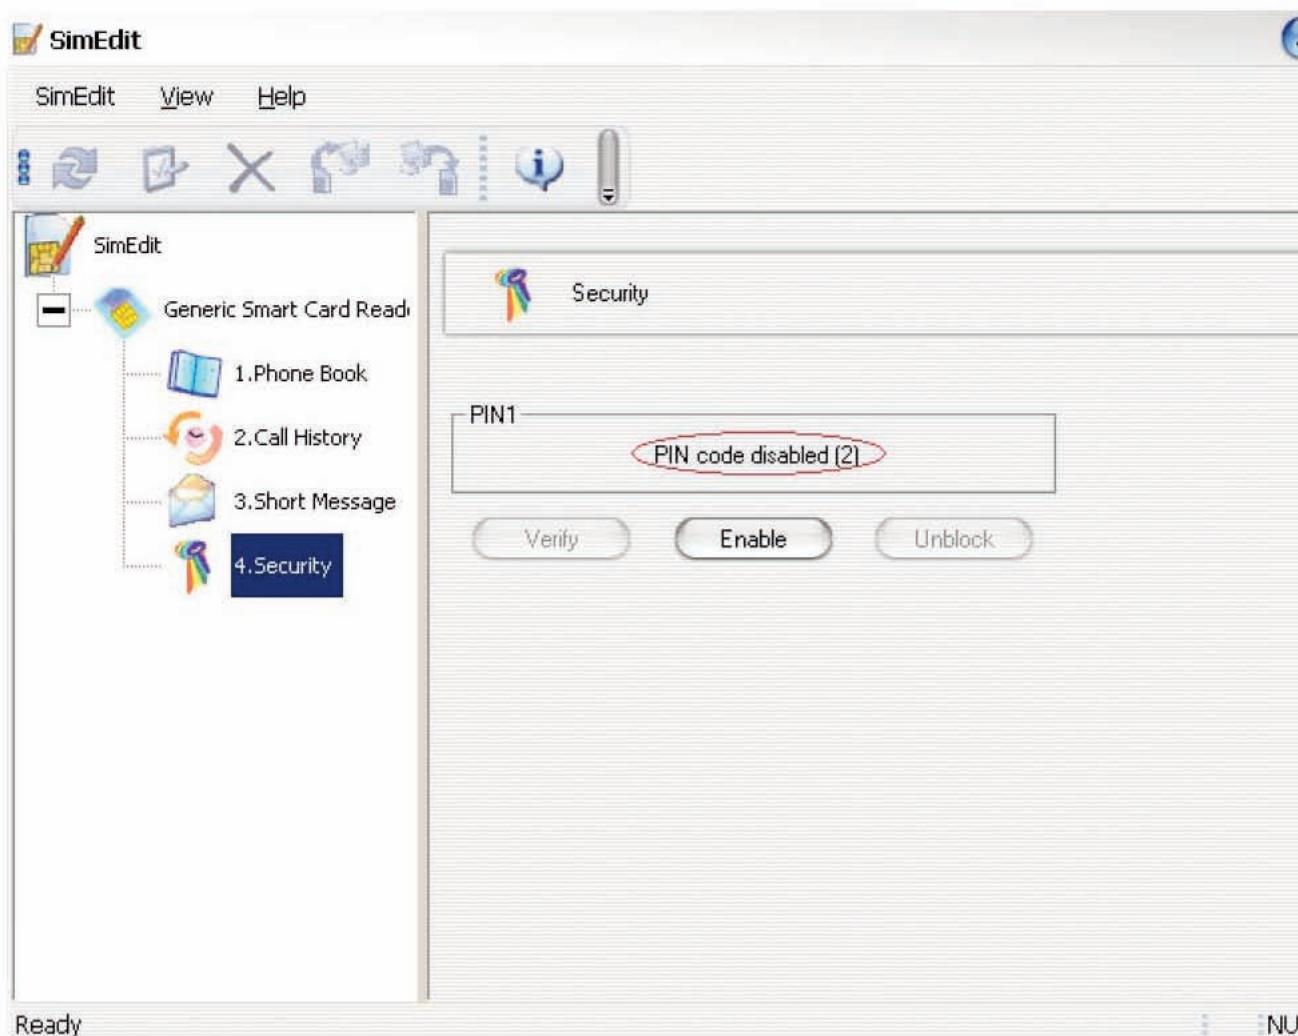 SimEdit
SimEdit View Help
SimEdit
Generic Smart Card Read
1.Phone Book
2.Call History
3.Short Message
4.Security
Security
PIN1
PIN code disabled (2)
Verify Enable Unblock
Ready NU